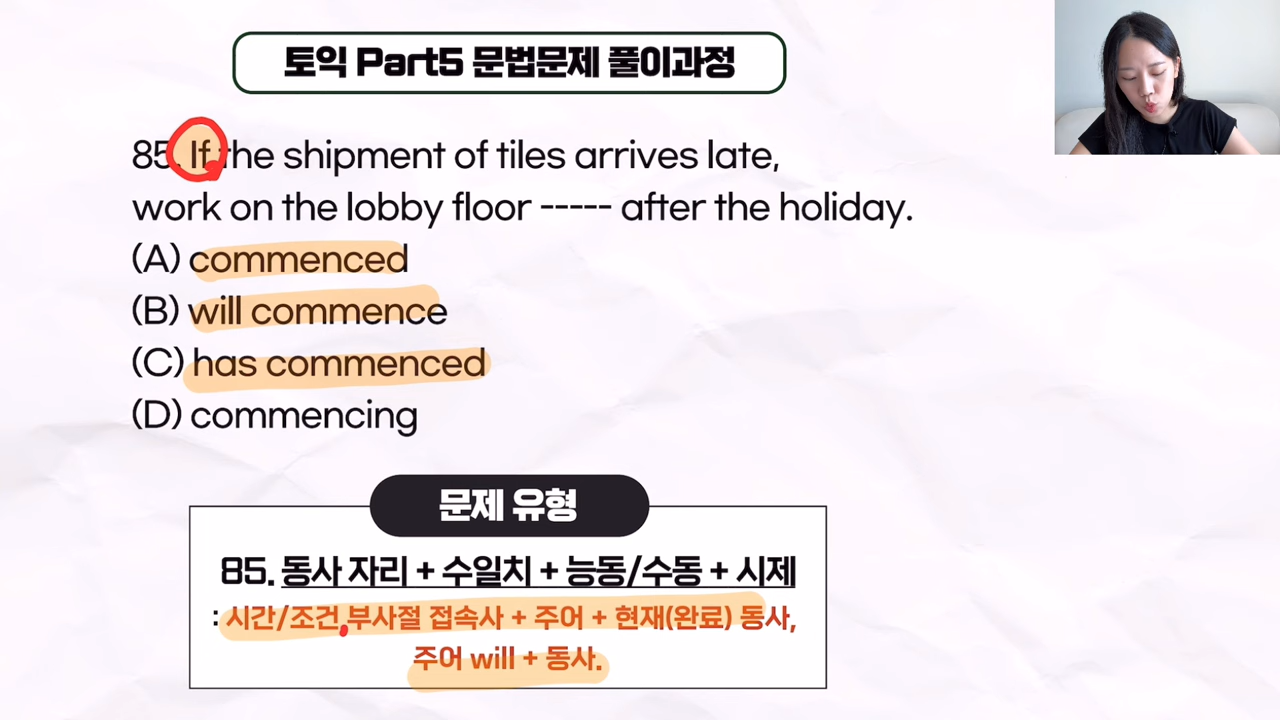 토익 Part5 문법문제 풀이과정
85. If the shipment of tiles arrives late,
work on the lobby floor ----- after the holiday.
(A) commenced
(B) will commence
(C) has commenced
(D) commencing
문제 유형
85. 동사 자리 + 수일치 + 능동/수동 + 시제
: 시간/조건 부사절 접속사 + 주어 + 현재(완료) 동사,
주어 will + 동사.